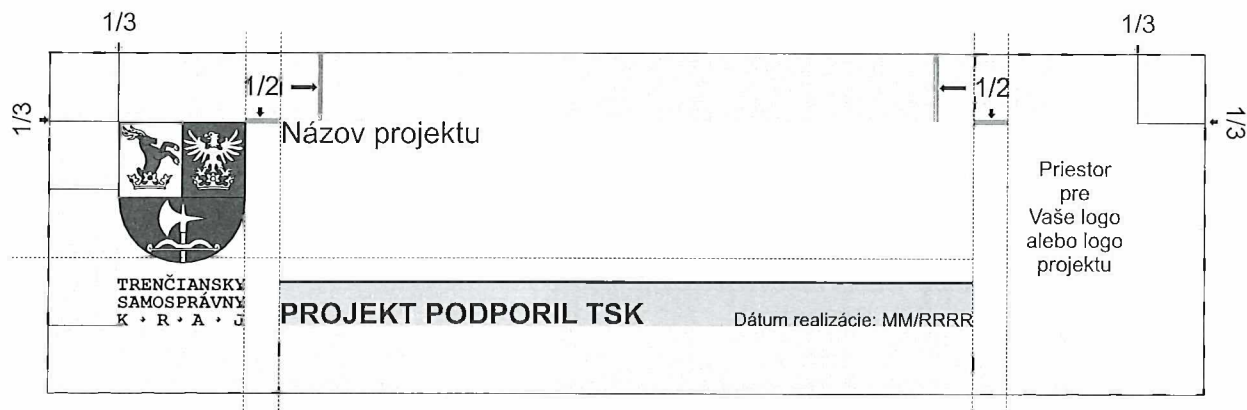 1/3
1/3
1/2
1/2
1/3
1/3
Názov projektu
Priestor
pre
Vaše logo
alebo logo
projektu
TRENČIANSKY
SAMOSPRÁVNY
K · R · A · J
PROJEKT PODPORIL TSK
Dátum realizácie: MM/RRRR